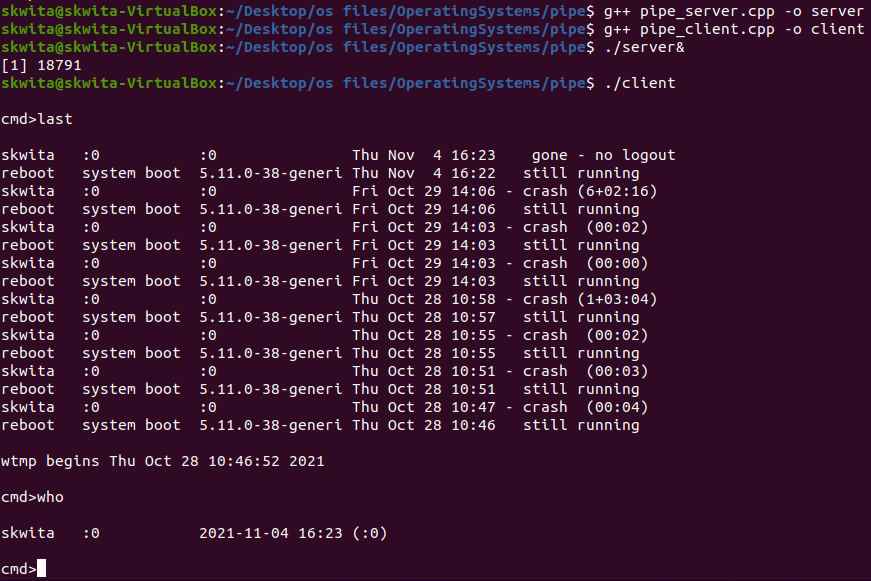 skwita@skwita-VirtualBox:~/Desktop/os files/OperatingSystems/pipe$ g++ pipe_server.cpp -o server
skwita@skwita-VirtualBox:~/Desktop/os files/OperatingSystems/pipe$ g++ pipe_client.cpp -o client
skwita@skwita-VirtualBox:~/Desktop/os files/OperatingSystems/pipe$ ./server&
[1] 18791
skwita@skwita-VirtualBox:~/Desktop/os files/OperatingSystems/pipe$ ./client
cmd>last
skwita   :0           :0               Thu Nov  4 16:23    gone - no logout
reboot   system boot  5.11.0-38-generi Thu Nov  4 16:22   still running
skwita   :0           :0               Fri Oct 29 14:06 - crash (6+02:16)
reboot   system boot  5.11.0-38-generi Fri Oct 29 14:06   still running
skwita   :0           :0               Fri Oct 29 14:03 - crash  (00:02)
reboot   system boot  5.11.0-38-generi Fri Oct 29 14:03   still running
skwita   :0           :0               Fri Oct 29 14:03 - crash  (00:00)
reboot   system boot  5.11.0-38-generi Fri Oct 29 14:03   still running
skwita   :0           :0               Thu Oct 28 10:58 - crash (1+03:04)
reboot   system boot  5.11.0-38-generi Thu Oct 28 10:57   still running
skwita   :0           :0               Thu Oct 28 10:55 - crash  (00:02)
reboot   system boot  5.11.0-38-generi Thu Oct 28 10:55   still running
skwita   :0           :0               Thu Oct 28 10:51 - crash  (00:03)
reboot   system boot  5.11.0-38-generi Thu Oct 28 10:51   still running
skwita   :0           :0               Thu Oct 28 10:47 - crash  (00:04)
reboot   system boot  5.11.0-38-generi Thu Oct 28 10:46   still running
wtmp begins Thu Oct 28 10:46:52 2021
cmd>who
skwita   :0           2021-11-04 16:23 (:0)
cmd>